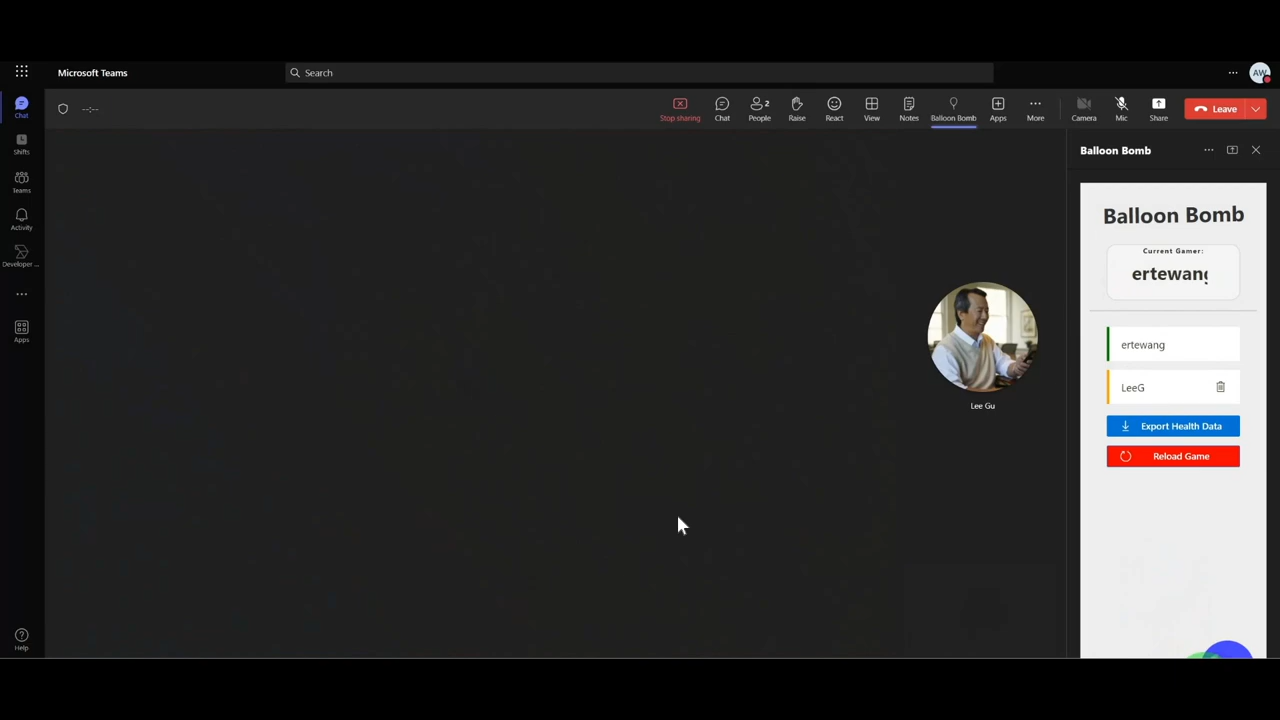 Microsoft Teams
Search
AW
Chat
Shifts
Teams
Activity
Developer ...
Apps
Help
--:--
Stop sharing
Chat
2
People
Raise
React
View
Notes
Balloon Bomb
Apps
More
Camera
Mic
Share
Leave
Lee Gu
Balloon Bomb
Balloon Bomb
Current Gamer:
ertewang
ertewang
LeeG
Export Health Data
Reload Game